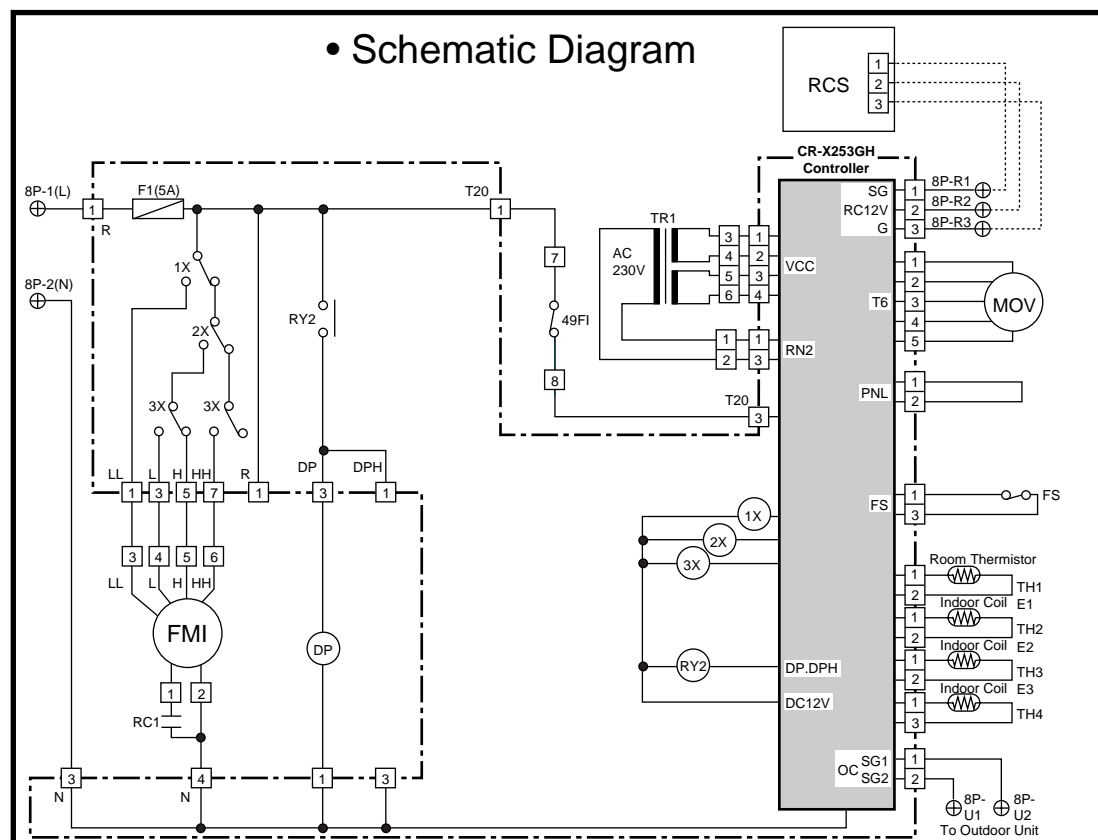 • Schematic Diagram
RCS
1
2
3
CR-X253GH
Controller
8P-1(L)
1
R
F1(5A)
T20
1
SG
1
8P-R1
RC12V
2
8P-R2
G
3
8P-R3
TR1
AC
230V
3
1
4
2
5
3
6
4
VCC
7
1X
8P-2(N)
RY2
49FI
T6
1
2
3
4
5
MOV
2X
1
1
2
3
RN2
8
T20
3
PNL
1
2
3X
3X
LL
L
H
HH
R
DP
DPH
1
3
5
7
1
3
1
FS
1
3
FS
1X
2X
3X
3
4
5
6
LL
L
H
HH
FMI
DP
Room Thermistor
1
2
TH1
Indoor Coil E1
1
2
TH2
Indoor Coil E2
1
2
TH3
Indoor Coil E3
1
3
TH4
RY2
DP.DPH
DC12V
1
2
RC1
OC
SG1
SG2
1
2
3
4
1
3
N
N
8P-
U1
8P-
U2
To Outdoor Unit